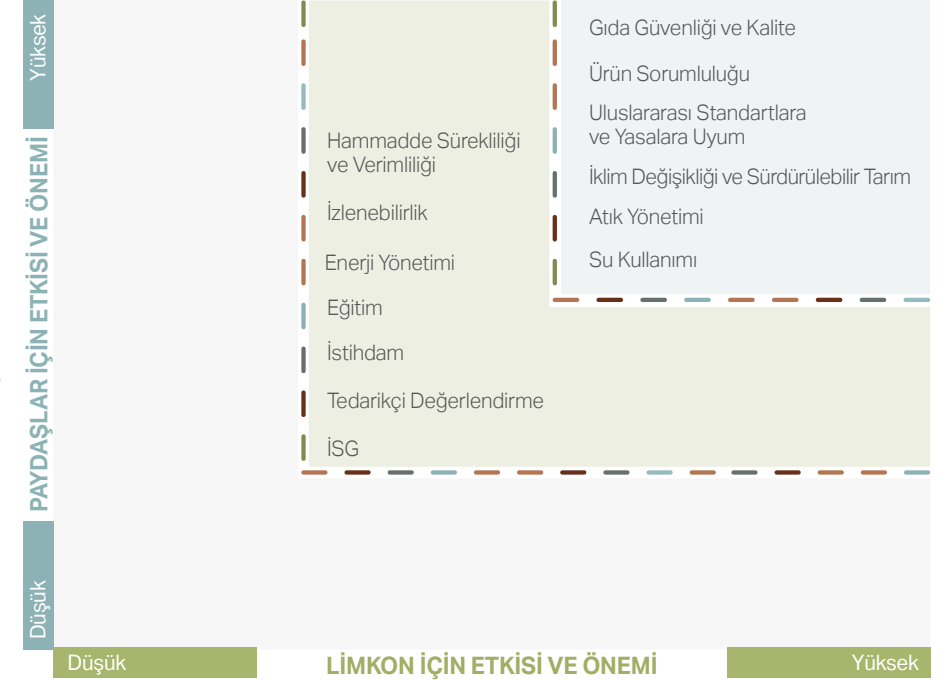 Yüksek
PAYDAŞLAR İÇİN ETKİSİ VE ÖNEMİ
Düşük
Gıda Güvenliği ve Kalite
Ürün Sorumluluğu
Uluslararası Standartlara
ve Yasalara Uyum
İklim Değişikliği ve Sürdürülebilir Tarım
Atık Yönetimi
Su Kullanımı
Hammadde Sürekliliği
ve Verimliliği
İzlenebilirlik
Enerji Yönetimi
Eğitim
İstihdam
Tedarikçi Değerlendirme
İSG
Düşük
LİMKON İÇİN ETKİSİ VE ÖNEMİ
Yüksek